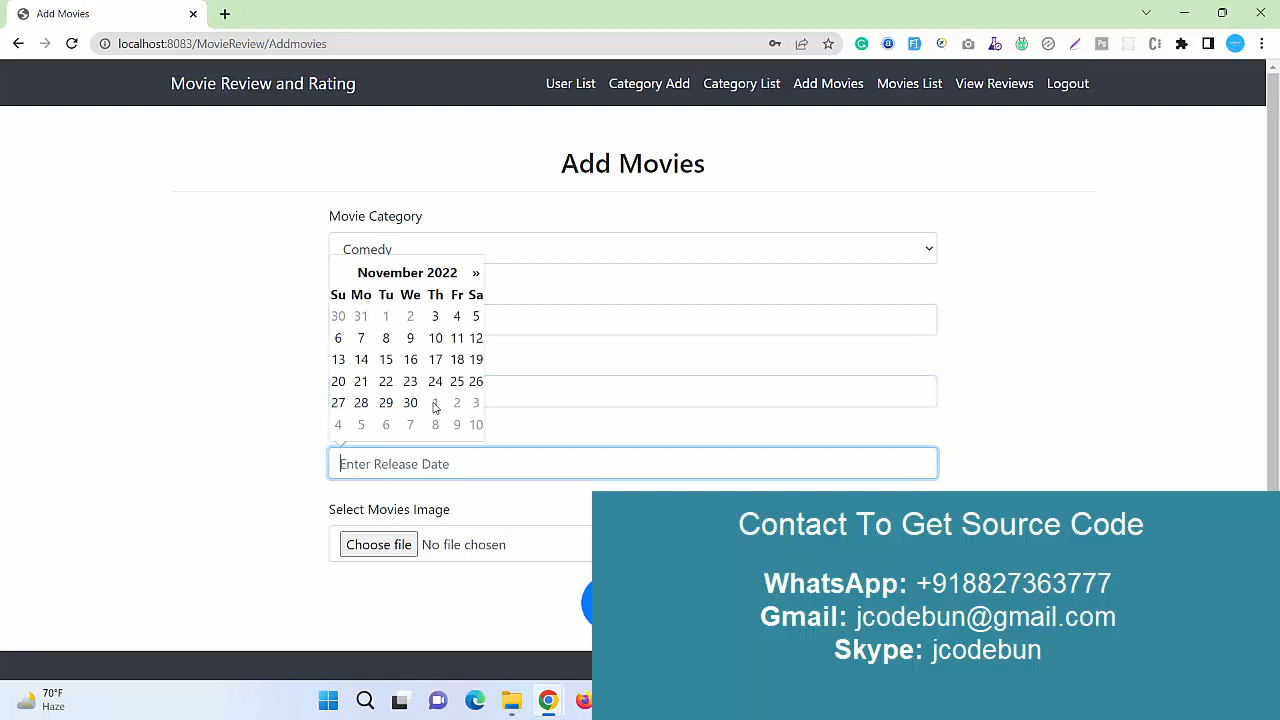 Add Movies
localhost:8083/MovieReview/Addmovies
Movie Review and Rating
User List Category Add Category List Add Movies Movies List View Reviews Logout
Add Movies
Movie Category
Comedy
November 2022 »
Su Mo Tu We Th Fr Sa
30 31 1 2 3 4 5
6 7 8 9 10 11 12
13 14 15 16 17 18 19
20 21 22 23 24 25 26
27 28 29 30 1 2 3
4 5 6 7 8 9 10
Enter Release Date
Select Movies Image
Choose file No file chosen
Contact To Get Source Code
WhatsApp: +918827363777
Gmail: jcodebun@gmail.com
Skype: jcodebun
70°F
Haze